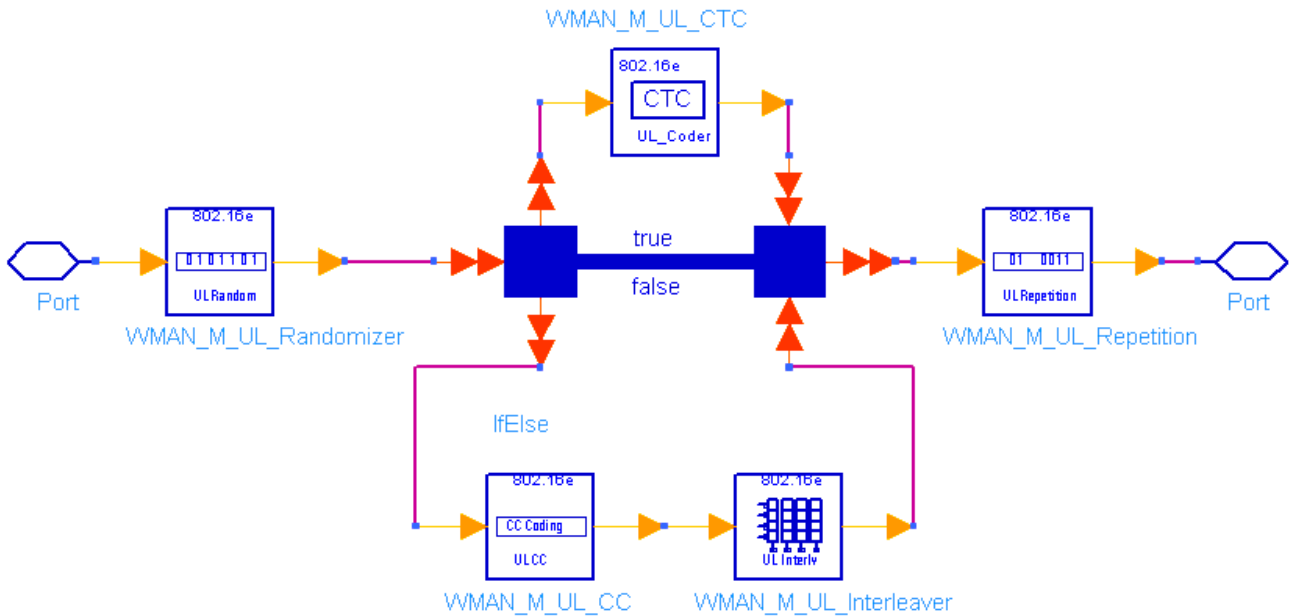 WMAN_M_UL_CTC
802.16e
CTC
UL_Coder
802.16e
0101101
ULRandom
true
false
802.16e
01 0011
ULRepetition
Port
Port
WMAN_M_UL_Randomizer
WMAN_M_UL_Repetition
IfElse
802.16e
CC Coding
ULCC
802.16e
UL Interlv
WMAN_M_UL_CC
WMAN_M_UL_Interleaver